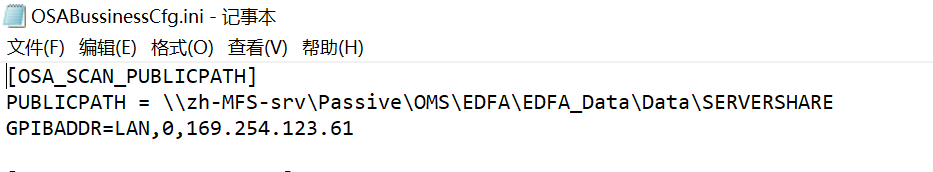 OSABussinessCfg.ini - 记事本
文件(F) 编辑(E) 格式(O) 查看(V) 帮助(H)
[OSA_SCAN_PUBLICPATH]
PUBLICPATH = \\zh-MFS-srv\Passive\OMS\EDFA\EDFA_Data\Data\SERVERSHARE
GPIBADDR=LAN,0,169.254.123.61